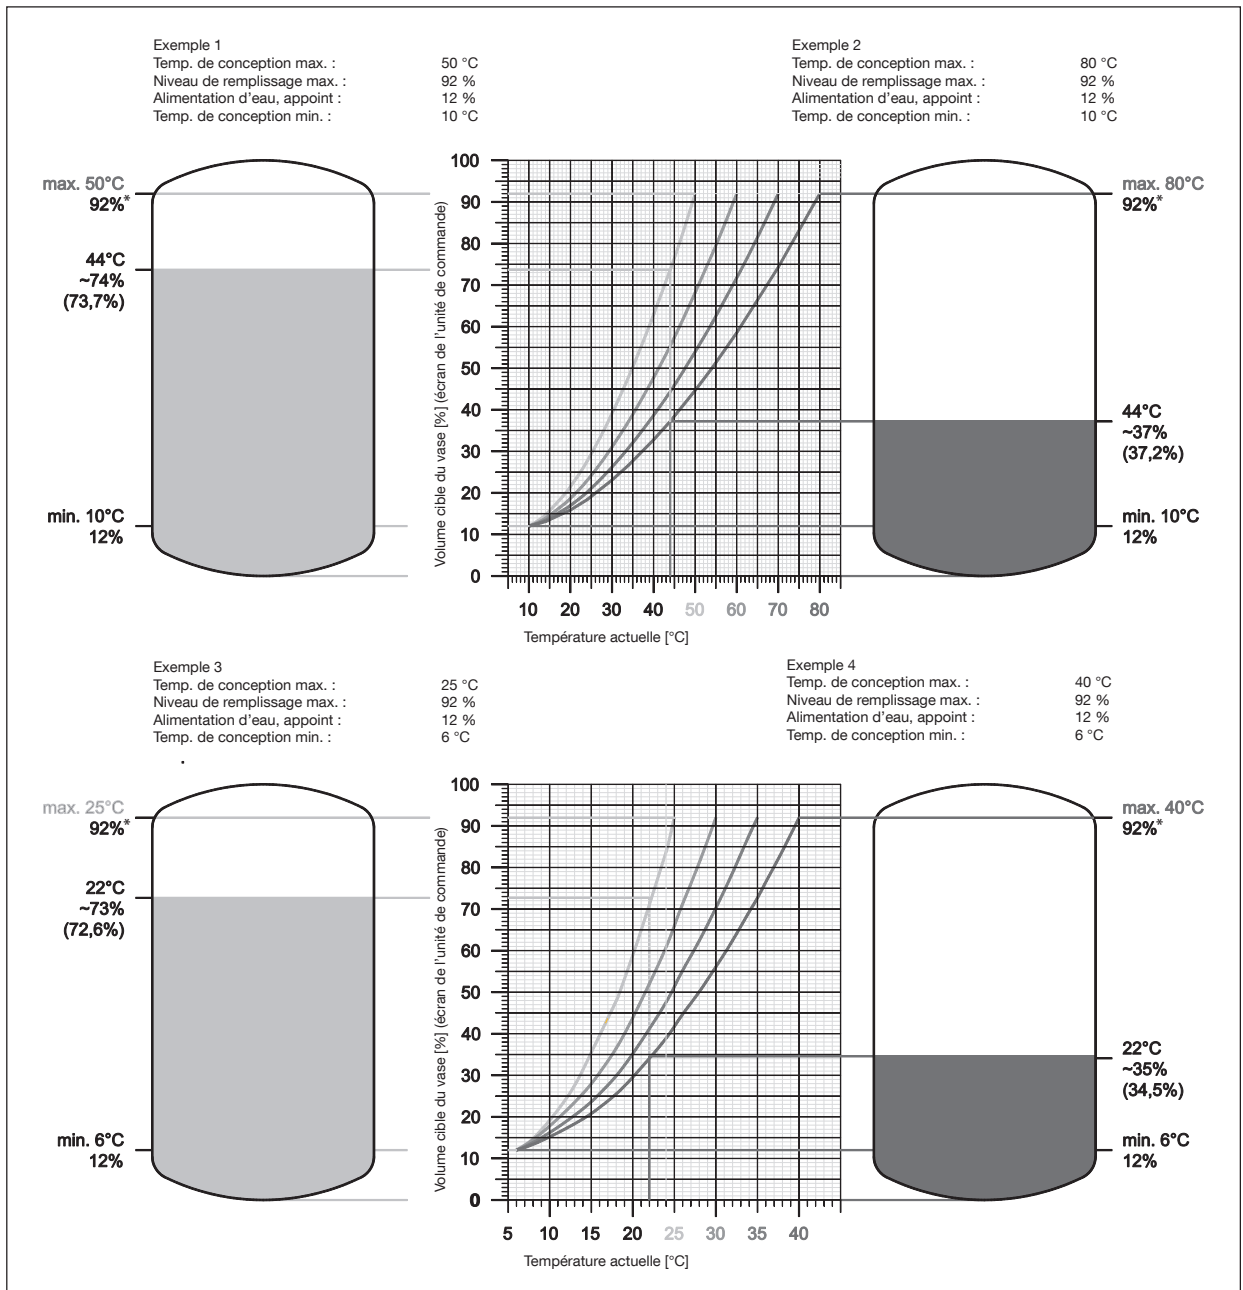 Exemple 1
Temp. de conception max. : 50 °C
Niveau de remplissage max. : 92 %
Alimentation d'eau, appoint : 12 %
Temp. de conception min. : 10 °C
Exemple 2
Temp. de conception max. : 80 °C
Niveau de remplissage max. : 92 %
Alimentation d'eau, appoint : 12 %
Temp. de conception min. : 10 °C
max. 50°C
92%*
44°C
~74%
(73,7%)
min. 10°C
12%
Volume cible du vase [%] (écran de l'unité de commande)
100
90
80
70
60
50
40
30
20
10
0
10 20 30 40 50 60 70 80
Température actuelle [°C]
max. 80°C
92%*
44°C
~37%
(37,2%)
min. 10°C
12%
Exemple 3
Temp. de conception max. : 25 °C
Niveau de remplissage max. : 92 %
Alimentation d'eau, appoint : 12 %
Temp. de conception min. : 6 °C
Exemple 4
Temp. de conception max. : 40 °C
Niveau de remplissage max. : 92 %
Alimentation d'eau, appoint : 12 %
Temp. de conception min. : 6 °C
max. 25°C
92%*
22°C
~73%
(72,6%)
min. 6°C
12%
Volume cible du vase [%] (écran de l'unité de commande)
100
90
80
70
60
50
40
30
20
10
0
5 10 15 20 25 30 35 40
Température actuelle [°C]
max. 40°C
92%*
22°C
~35%
(34,5%)
min. 6°C
12%